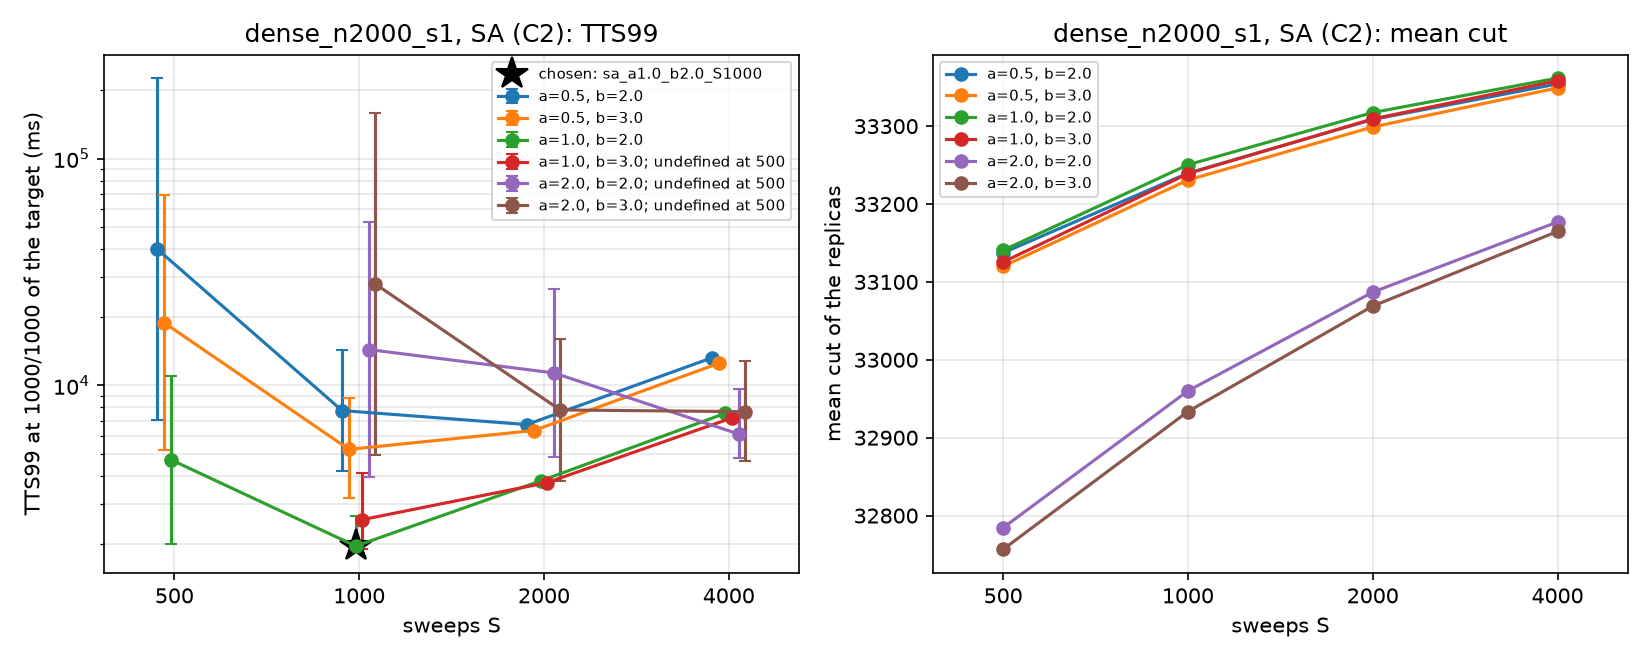 dense_n2000_s1, SA (C2): TTS99
TTS99 at 1000/1000 of the target (ms)
10^5
10^4
chosen: sa_a1.0_b2.0_S1000
a=0.5, b=2.0
a=0.5, b=3.0
a=1.0, b=2.0
a=1.0, b=3.0; undefined at 500
a=2.0, b=2.0; undefined at 500
a=2.0, b=3.0; undefined at 500
500 1000 2000 4000
sweeps S
dense_n2000_s1, SA (C2): mean cut
mean cut of the replicas
33300
33200
33100
33000
32900
32800
a=0.5, b=2.0
a=0.5, b=3.0
a=1.0, b=2.0
a=1.0, b=3.0
a=2.0, b=2.0
a=2.0, b=3.0
500 1000 2000 4000
sweeps S